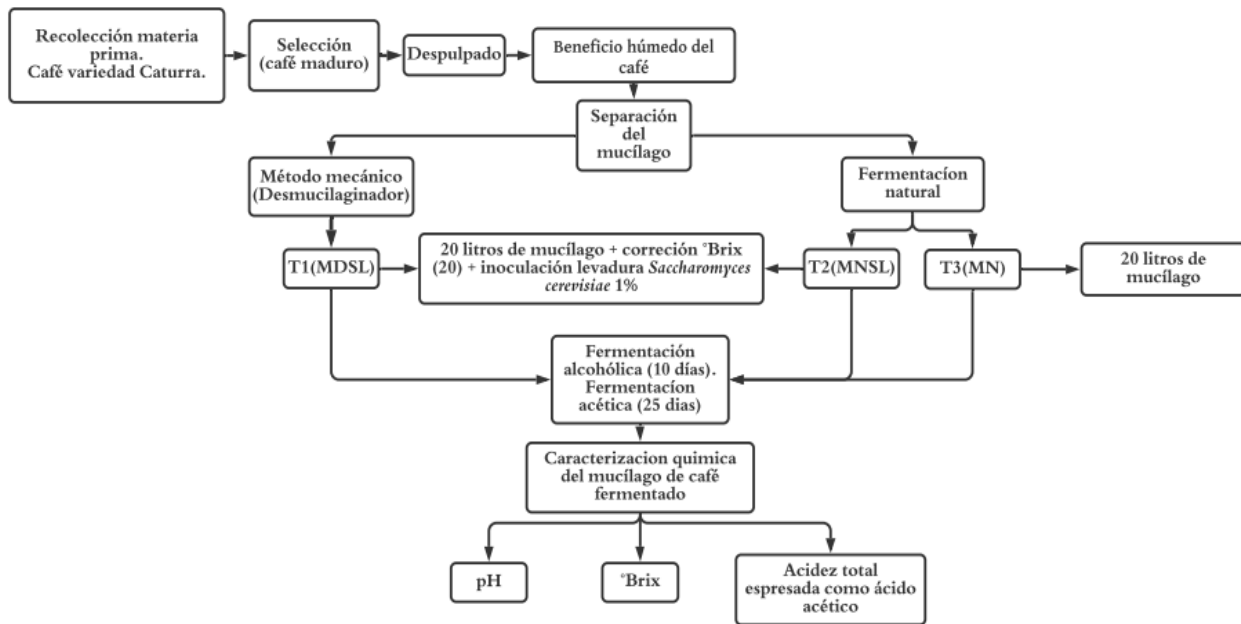 Recolección materia
prima.
Café variedad Caturra.
Selección
(café maduro)
Despulpado
Beneficio húmedo del
café
Separación
del
mucílago
Método mecánico
(Desmucilaginador)
Fermentacíon
natural
T1(MDSL)
20 litros de mucílago + correción °Brix
(20) + inoculación levadura Saccharomyces
cerevisiae 1%
T2(MNSL)
T3(MN)
20 litros de
mucílago
Fermentación
alcohólica (10 días).
Fermentacíon
acética (25 dias)
Caracterizacion quimica
del mucílago de café
fermentado
pH
°Brix
Acidez total
espresada como ácido
acético